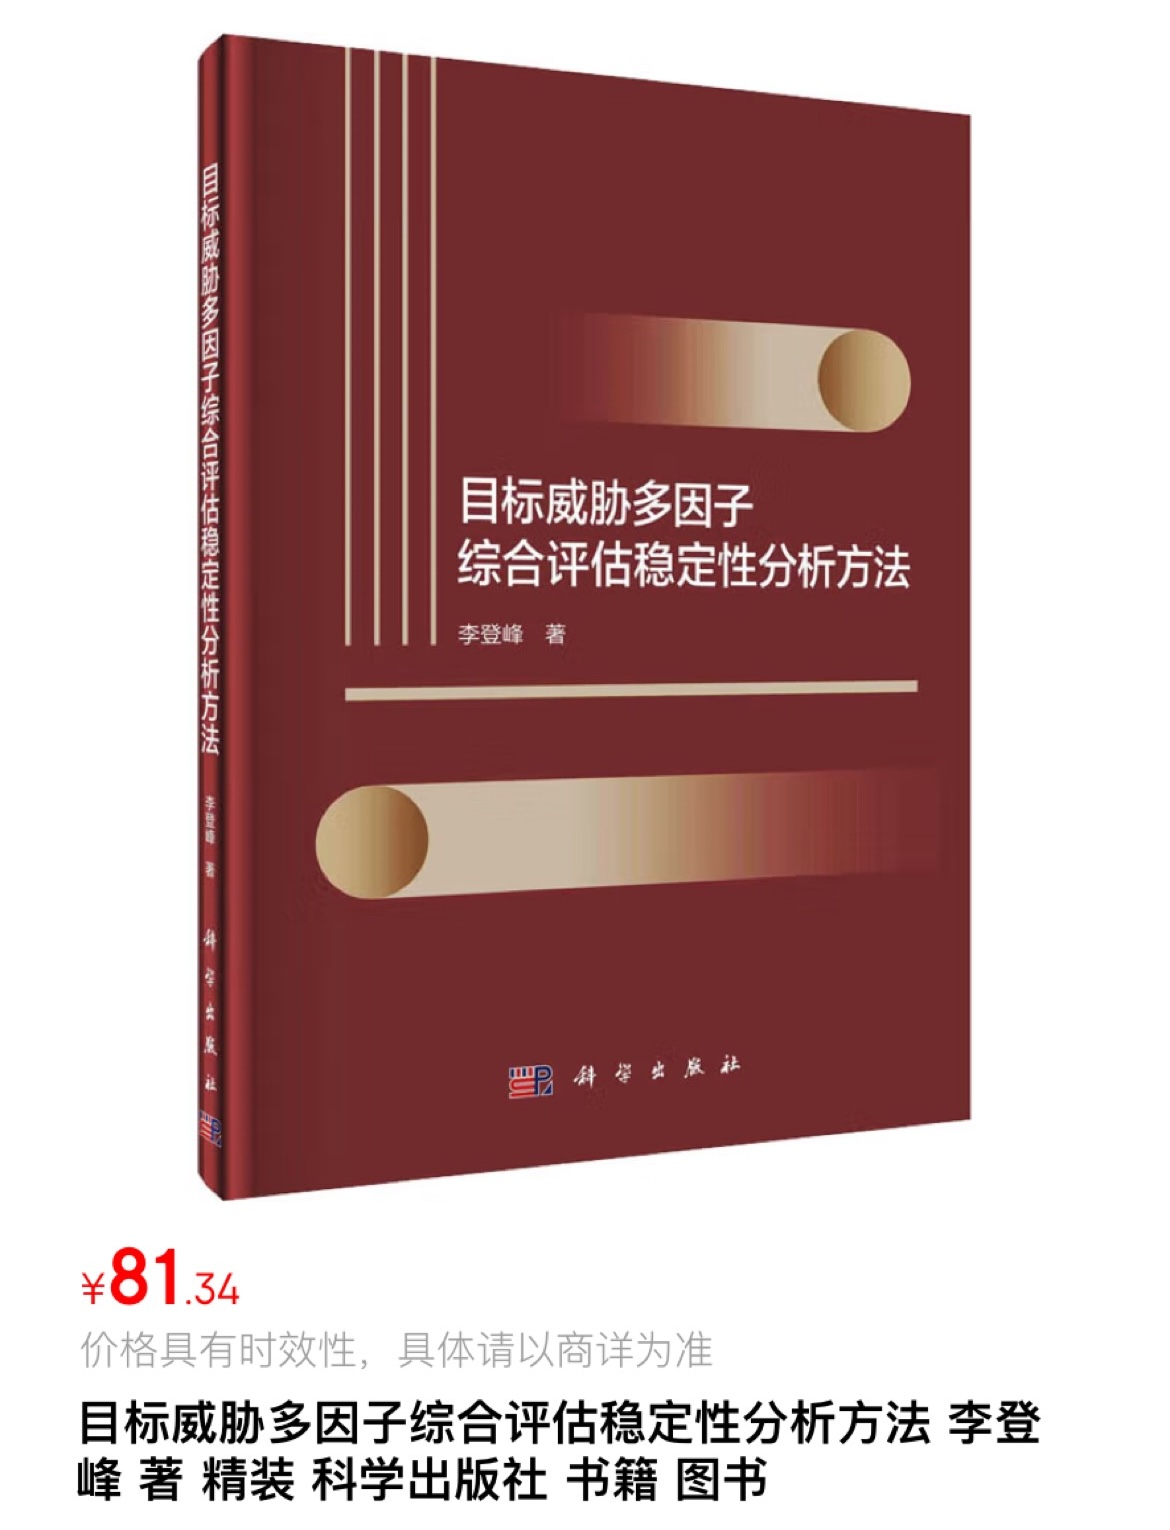 目标威胁多因子综合评估稳定性分析方法
李登峰 著
科学出版社
目标威胁多因子
综合评估稳定性分析方法
李登峰 著
科学出版社
¥81.34
价格具有时效性，具体请以商详为准
目标威胁多因子综合评估稳定性分析方法 李登
峰 著 精装 科学出版社 书籍 图书